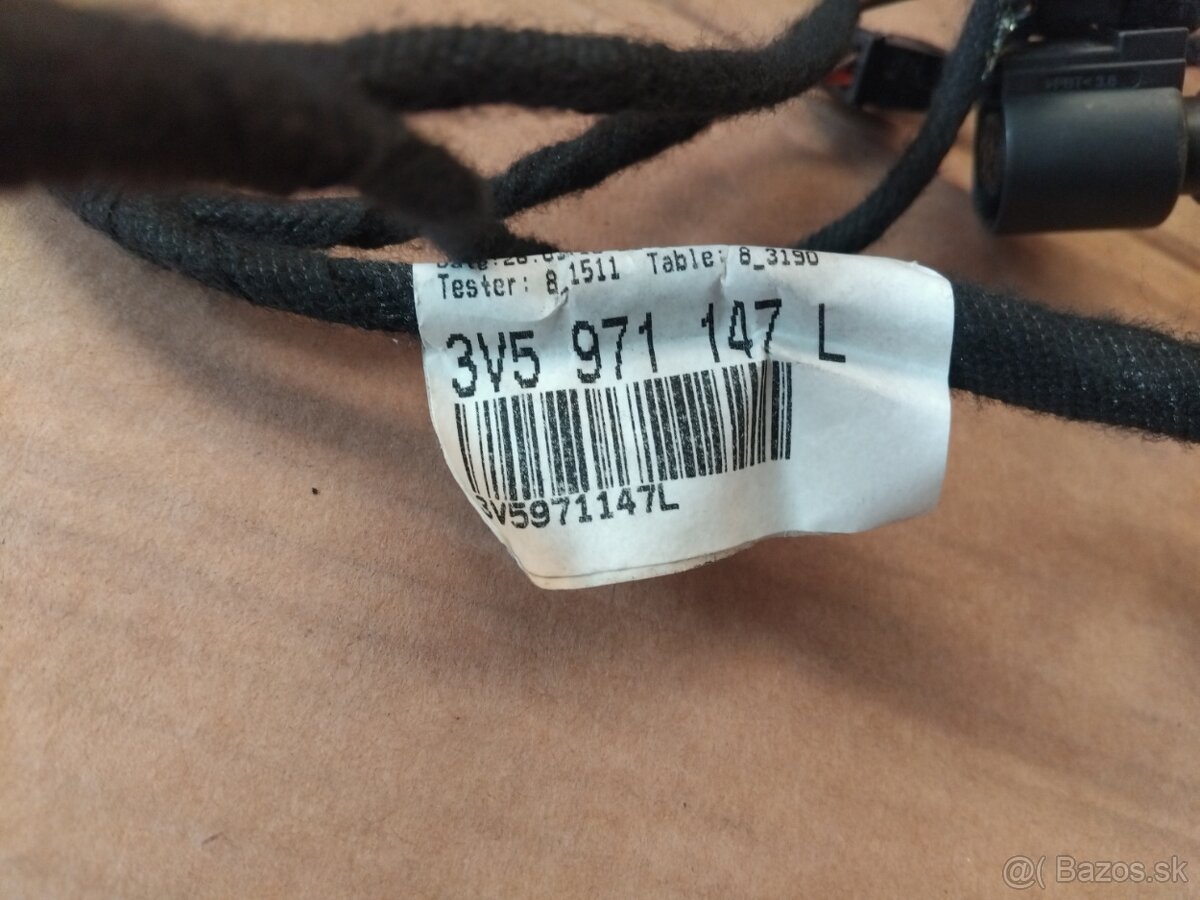 Tester: 8_1511 Table: 8_3190
3V5 971 147 L
3V5971147L
@( Bazos.sk